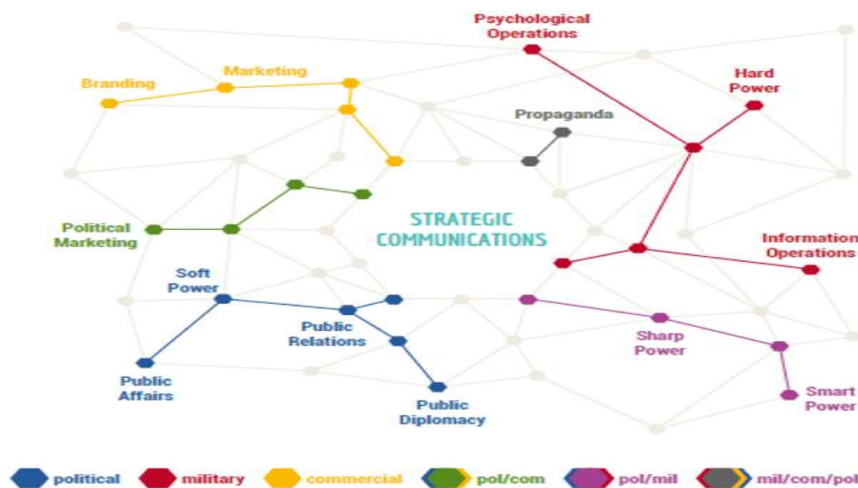 Psychological
Operations
Marketing
Branding
Hard
Power
Propaganda
STRATEGIC
COMMUNICATIONS
Political
Marketing
Information
Operations
Soft
Power
Public
Relations
Sharp
Power
Public
Affairs
Public
Diplomacy
Smart
Power
political military commercial pol/com pol/mil mil/com/pol